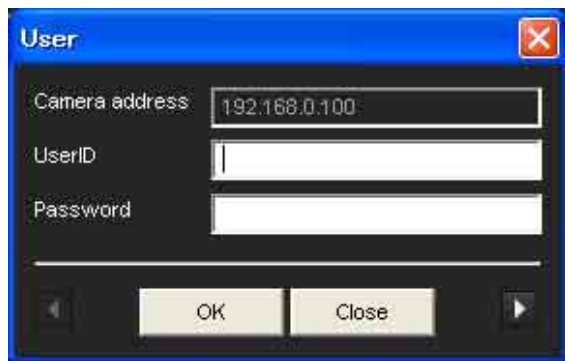 User
Camera address 192.168.0.100
UserID
Password
OK Close